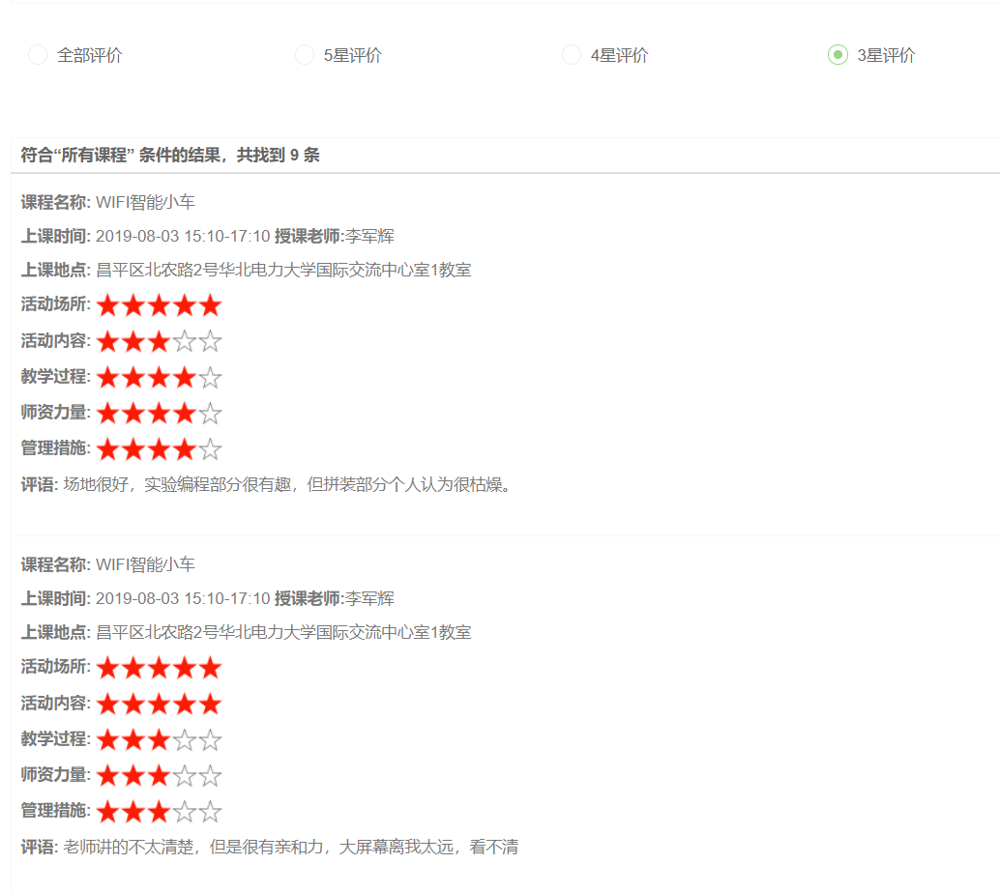 全部评价 5星评价 4星评价 3星评价
符合“所有课程” 条件的结果，共找到 9 条
课程名称: WIFI智能小车
上课时间: 2019-08-03 15:10-17:10 授课老师:李军辉
上课地点: 昌平区北农路2号华北电力大学国际交流中心室1教室
活动场所:
活动内容:
教学过程:
师资力量:
管理措施:
评语: 场地很好，实验编程部分很有趣，但拼装部分个人认为很枯燥。
课程名称: WIFI智能小车
上课时间: 2019-08-03 15:10-17:10 授课老师:李军辉
上课地点: 昌平区北农路2号华北电力大学国际交流中心室1教室
活动场所:
活动内容:
教学过程:
师资力量:
管理措施:
评语: 老师讲的不太清楚，但是很有亲和力，大屏幕离我太远，看不清